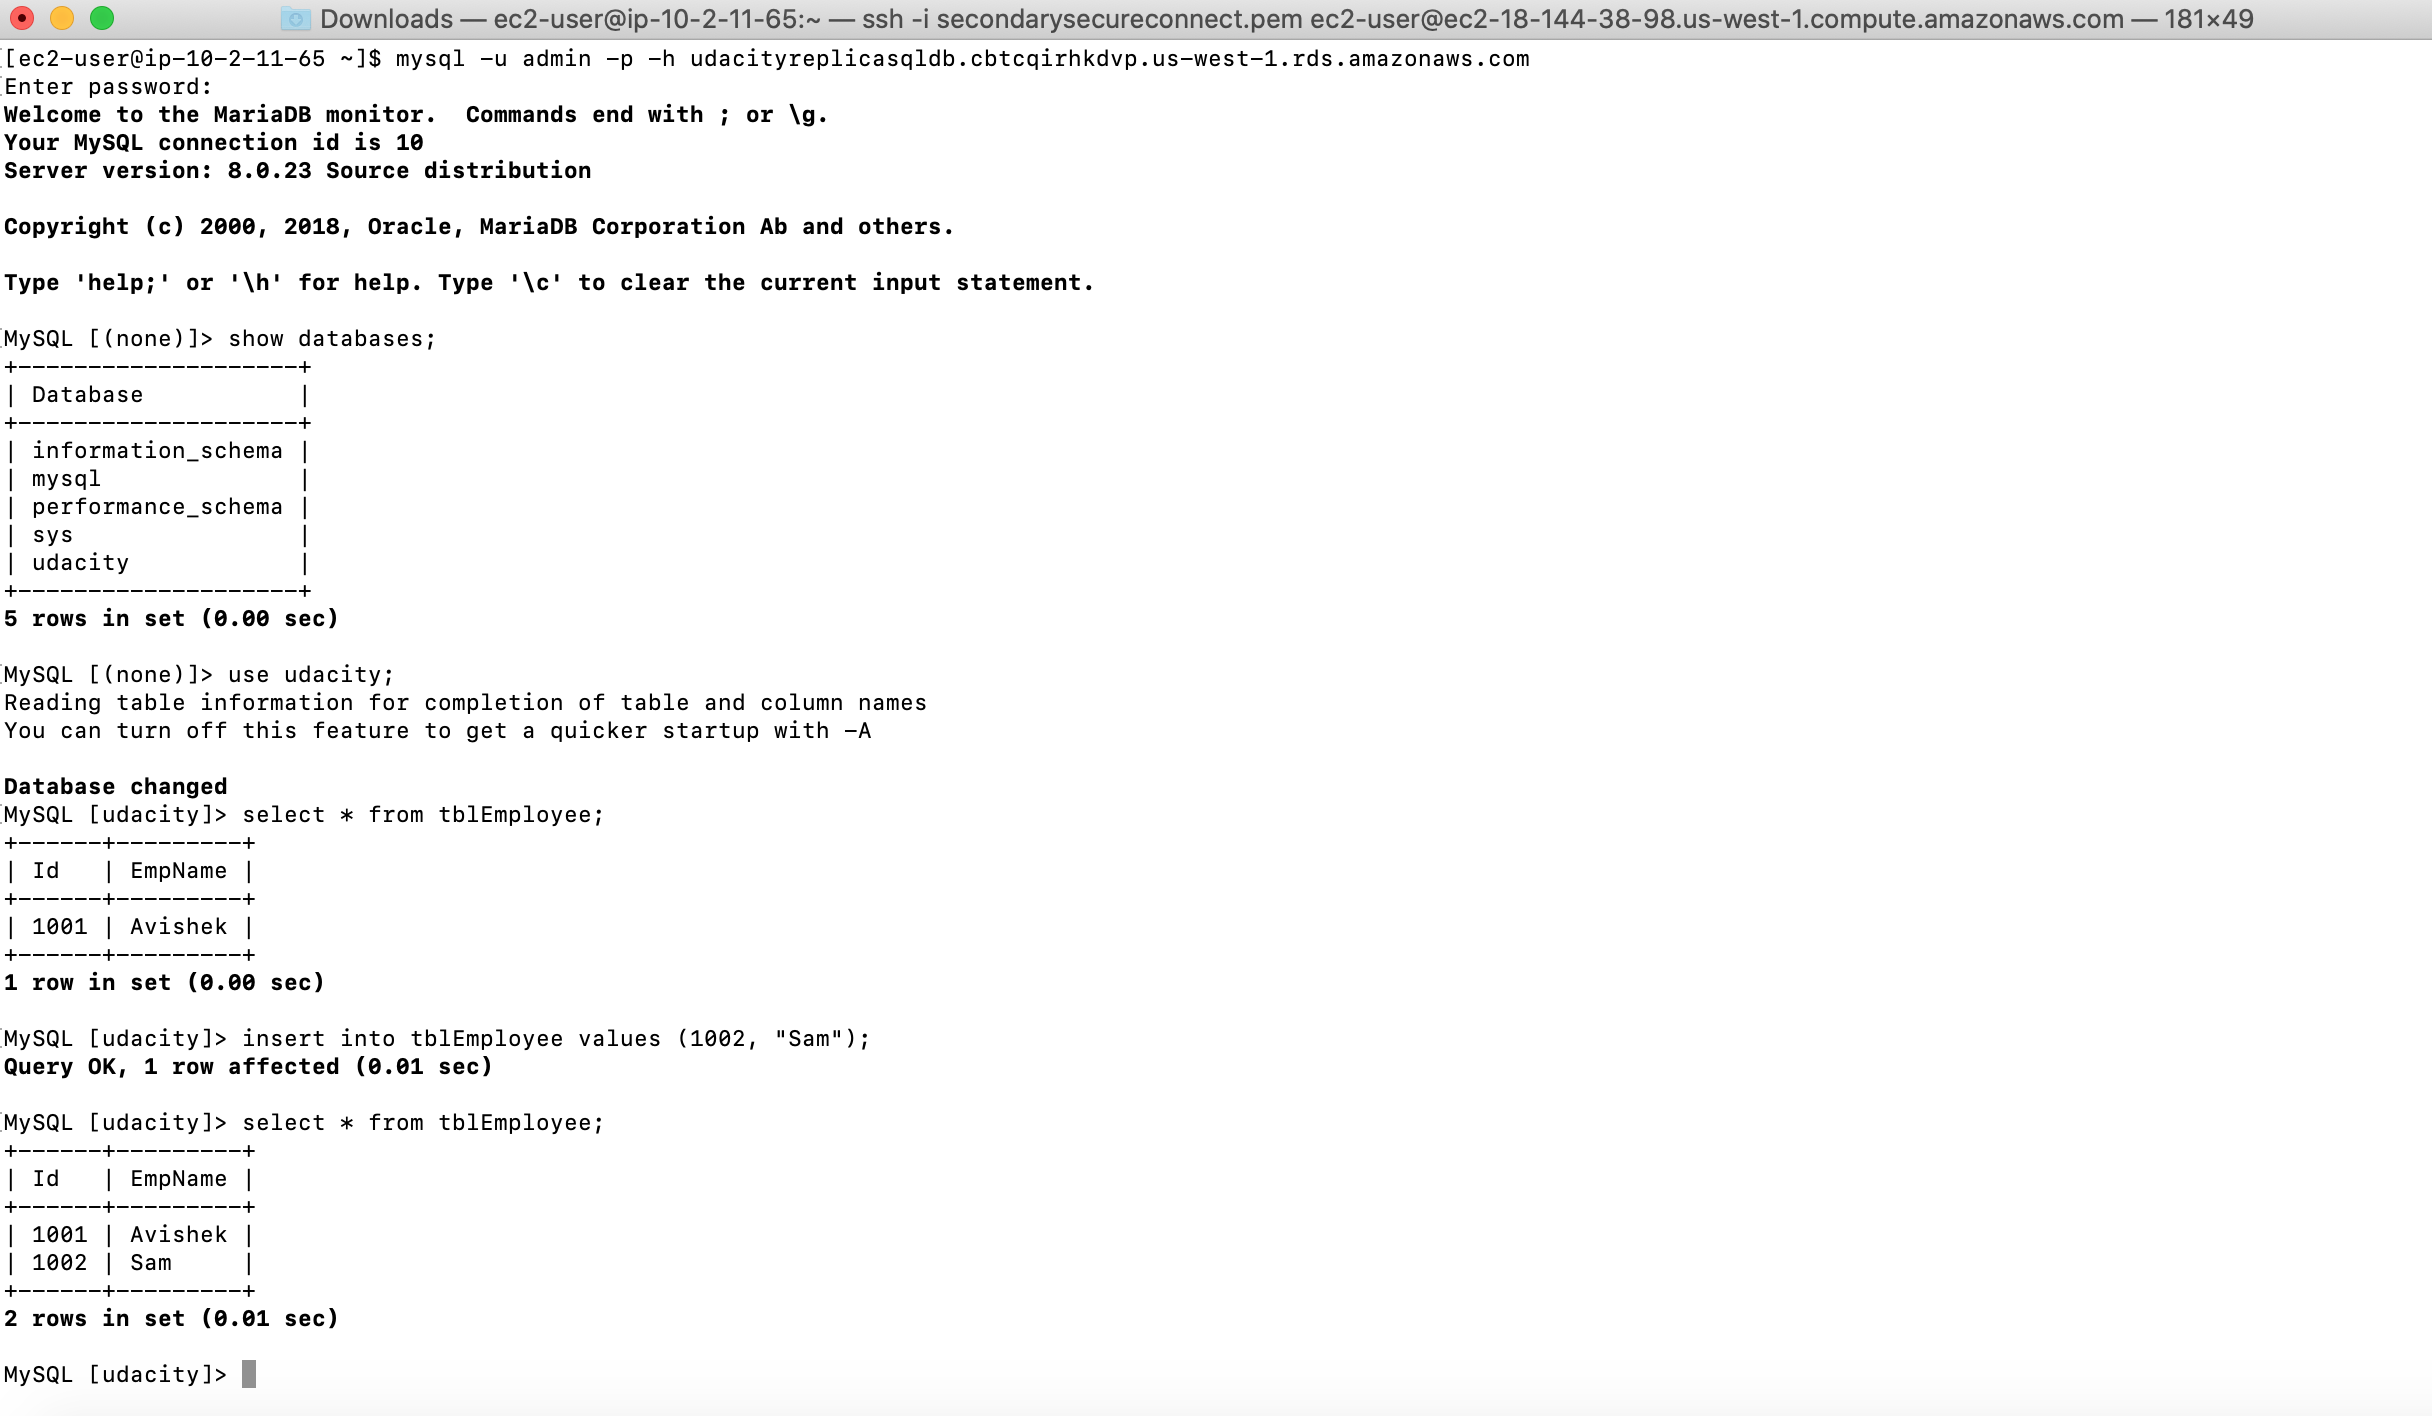 Downloads — ec2-user@ip-10-2-11-65:~ — ssh -i secondarysecureconnect.pem ec2-user@ec2-18-144-38-98.us-west-1.compute.amazonaws.com — 181×49
[ec2-user@ip-10-2-11-65 ~]$ mysql -u admin -p -h udacityreplicasqldb.cbtcqirhkdvp.us-west-1.rds.amazonaws.com
Enter password:
Welcome to the MariaDB monitor.  Commands end with ; or \g.
Your MySQL connection id is 10
Server version: 8.0.23 Source distribution
Copyright (c) 2000, 2018, Oracle, MariaDB Corporation Ab and others.
Type 'help;' or '\h' for help. Type '\c' to clear the current input statement.
MySQL [(none)]> show databases;
+--------------------+
| Database           |
+--------------------+
| information_schema |
| mysql              |
| performance_schema |
| sys                |
| udacity            |
+--------------------+
5 rows in set (0.00 sec)
MySQL [(none)]> use udacity;
Reading table information for completion of table and column names
You can turn off this feature to get a quicker startup with -A
Database changed
MySQL [udacity]> select * from tblEmployee;
+------+---------+
| Id   | EmpName |
+------+---------+
| 1001 | Avishek |
+------+---------+
1 row in set (0.00 sec)
MySQL [udacity]> insert into tblEmployee values (1002, "Sam");
Query OK, 1 row affected (0.01 sec)
MySQL [udacity]> select * from tblEmployee;
+------+---------+
| Id   | EmpName |
+------+---------+
| 1001 | Avishek |
| 1002 | Sam     |
+------+---------+
2 rows in set (0.01 sec)
MySQL [udacity]>